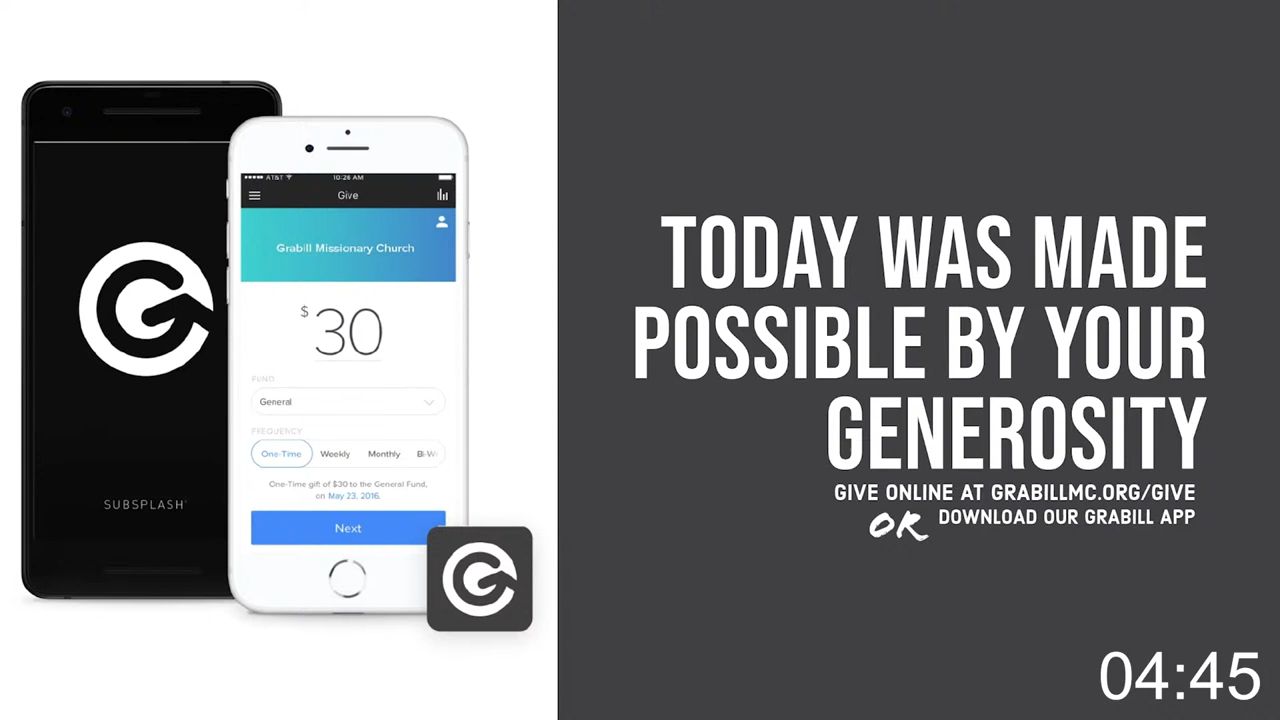 SUBSPLASH
AT&T 10:26 AM
Give
Grabill Missionary Church
$30
FUND
General
FREQUENCY
One-Time Weekly Monthly Bi-W
One-Time gift of $30 to the General Fund,
on May 23, 2016.
Next
TODAY WAS MADE
POSSIBLE BY YOUR
GENEROSITY
GIVE ONLINE AT GRABILLMC.ORG/GIVE
OR DOWNLOAD OUR GRABILL APP
04:45